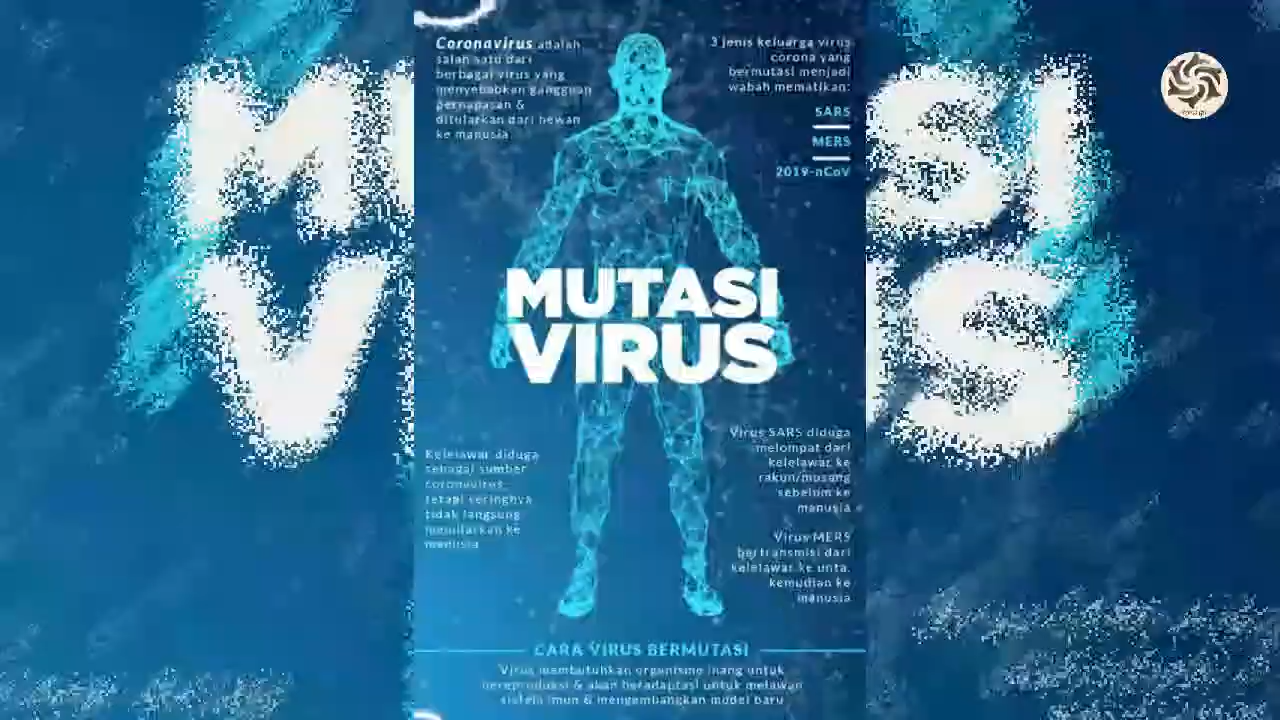 Coronavirus adalah
salah satu dari
berbagai virus yang
menyebabkan gangguan
pernapasan &
ditularkan dari hewan
ke manusia
3 jenis keluarga virus
corona yang
bermutasi menjadi
wabah mematikan:
SARS
MERS
2019-nCoV
MUTASI
VIRUS
Kelelawar diduga
sebagai sumber
coronavirus,
tetapi seringnya
tidak langsung
menularkan ke
manusia
Virus SARS diduga
melompat dari
kelelawar ke
rakun/musang
sebelum ke
manusia
Virus MERS
bertransmisi dari
kelelawar ke unta,
kemudian ke
manusia
CARA VIRUS BERMUTASI
Virus membutuhkan organisme inang untuk
bereproduksi & akan beradaptasi untuk melawan
sistem imun & mengembangkan model baru